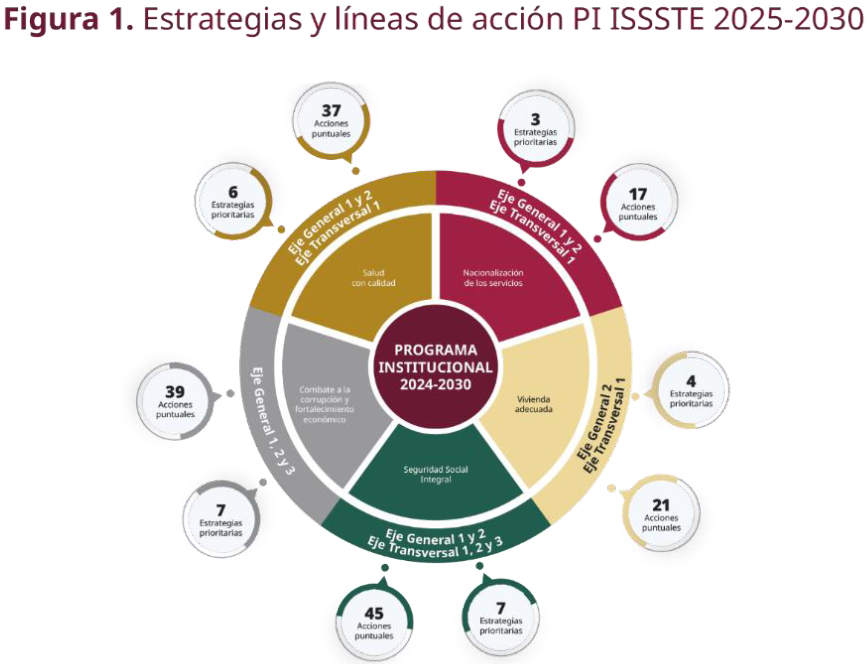 Figura 1. Estrategias y líneas de acción PI ISSSTE 2025-2030
37
Acciones
puntuales
3
Estrategias
prioritarias
6
Estrategias
prioritarias
17
Acciones
puntuales
Eje General 1 y 2
Eje Transversal 1
Eje General 1 y 2
Eje Transversal 1
Salud
con calidad
Nacionalización
de los servicios
PROGRAMA
INSTITUCIONAL
2024-2030
39
Acciones
puntuales
Eje General 1, 2 y 3
Combate a la
corrupción y
fortalecimiento
económico
Vivienda
adecuada
Eje General 2
Eje Transversal 1
4
Estrategias
prioritarias
7
Estrategias
prioritarias
Seguridad Social
Integral
21
Acciones
puntuales
Eje General 1 y 2
Eje Transversal 1, 2 y 3
45
Acciones
puntuales
7
Estrategias
prioritarias